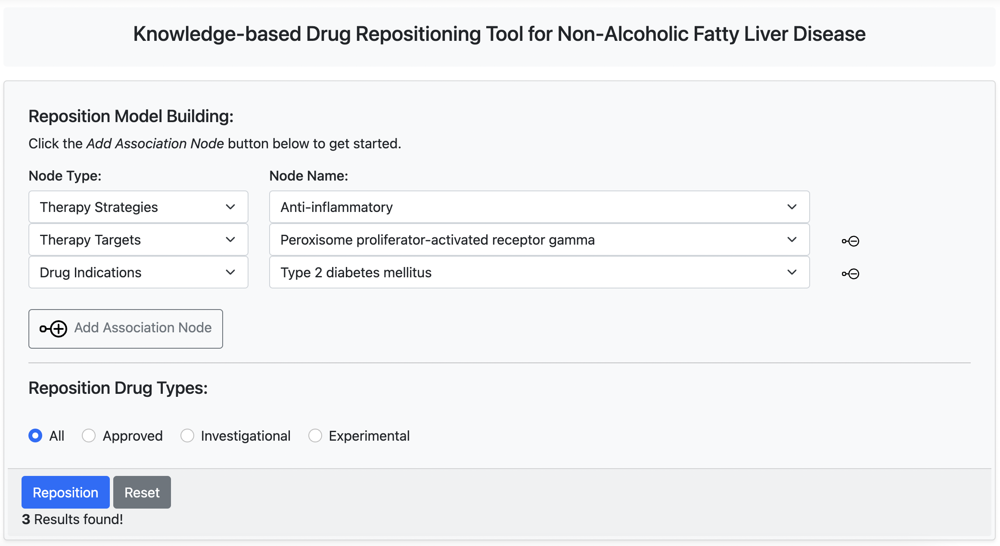 Knowledge-based Drug Repositioning Tool for Non-Alcoholic Fatty Liver Disease
Reposition Model Building:
Click the Add Association Node button below to get started.
Node Type: Node Name:
Therapy Strategies Anti-inflammatory
Therapy Targets Peroxisome proliferator-activated receptor gamma
Drug Indications Type 2 diabetes mellitus
Add Association Node
Reposition Drug Types:
All Approved Investigational Experimental
Reposition Reset
3 Results found!